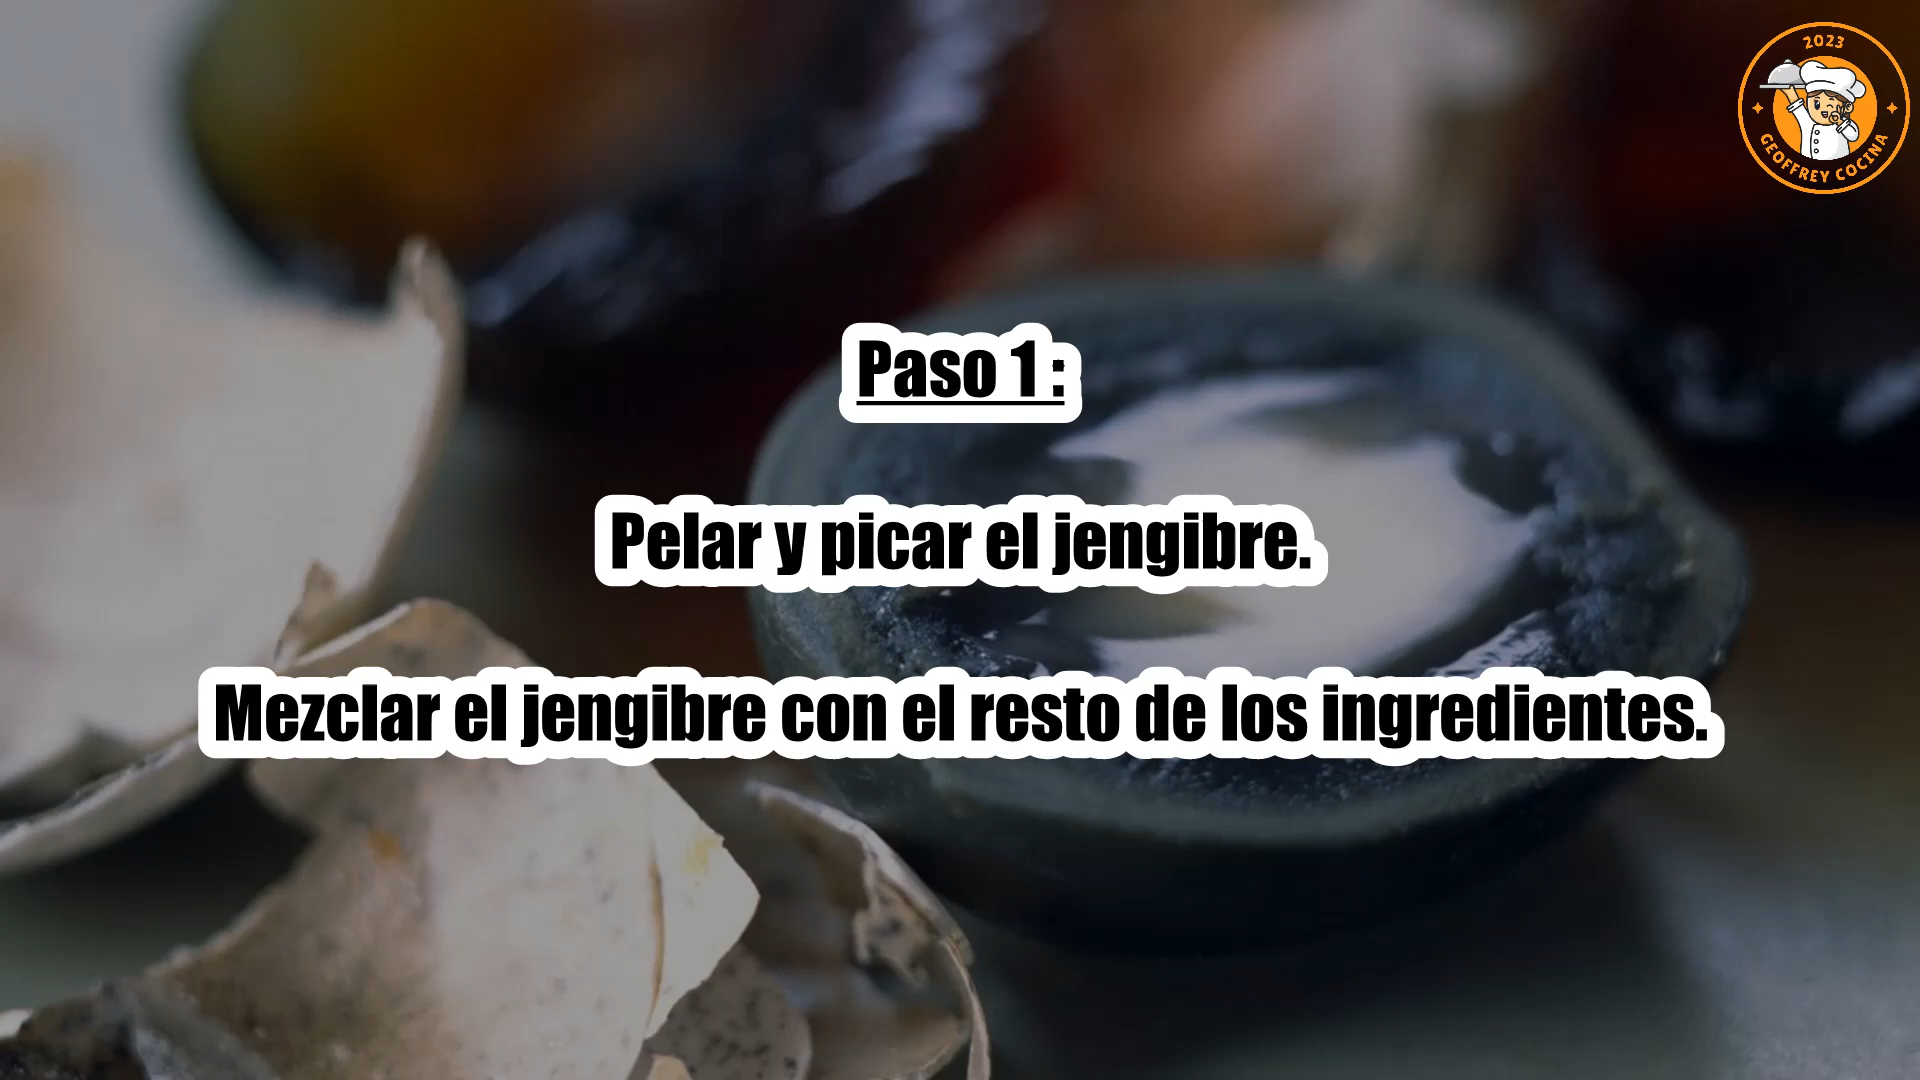 2023
GEOFFREY COCINA
Paso 1 :
Pelar y picar el jengibre.
Mezclar el jengibre con el resto de los ingredientes.